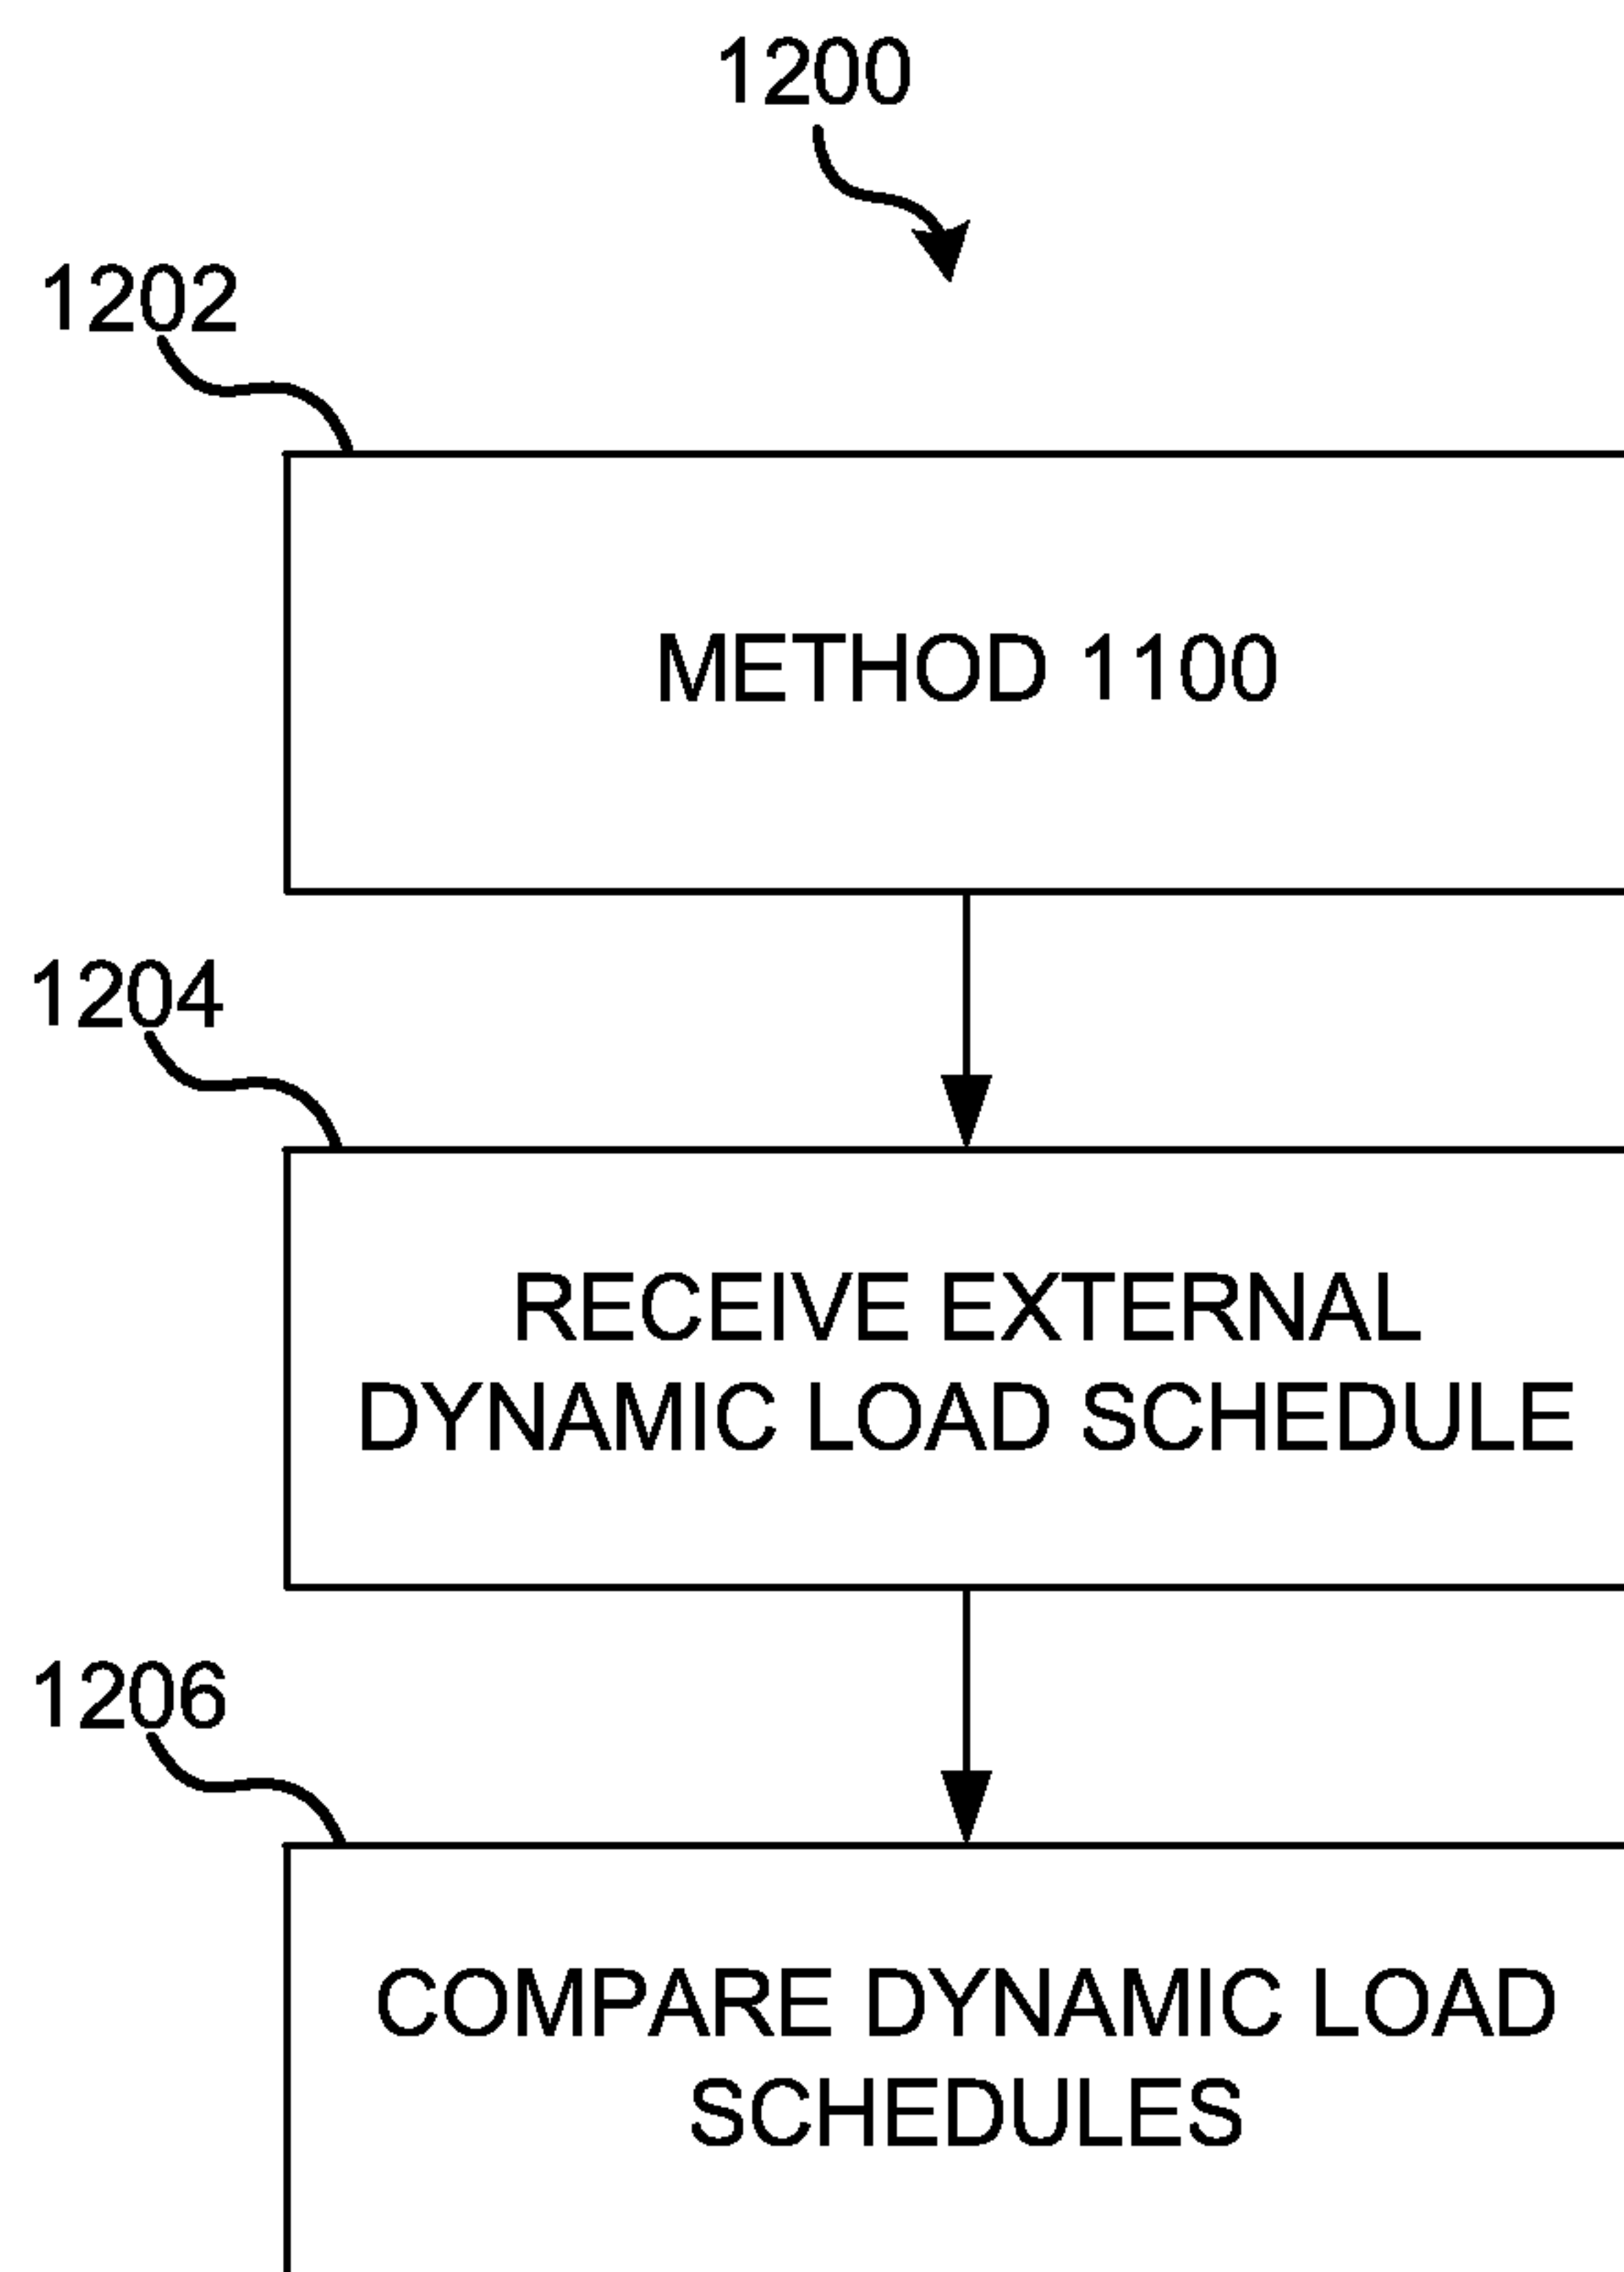 1200
1202
METHOD 1100
1204
RECEIVE EXTERNAL
DYNAMIC LOAD SCHEDULE
1206
COMPARE DYNAMIC LOAD
SCHEDULES